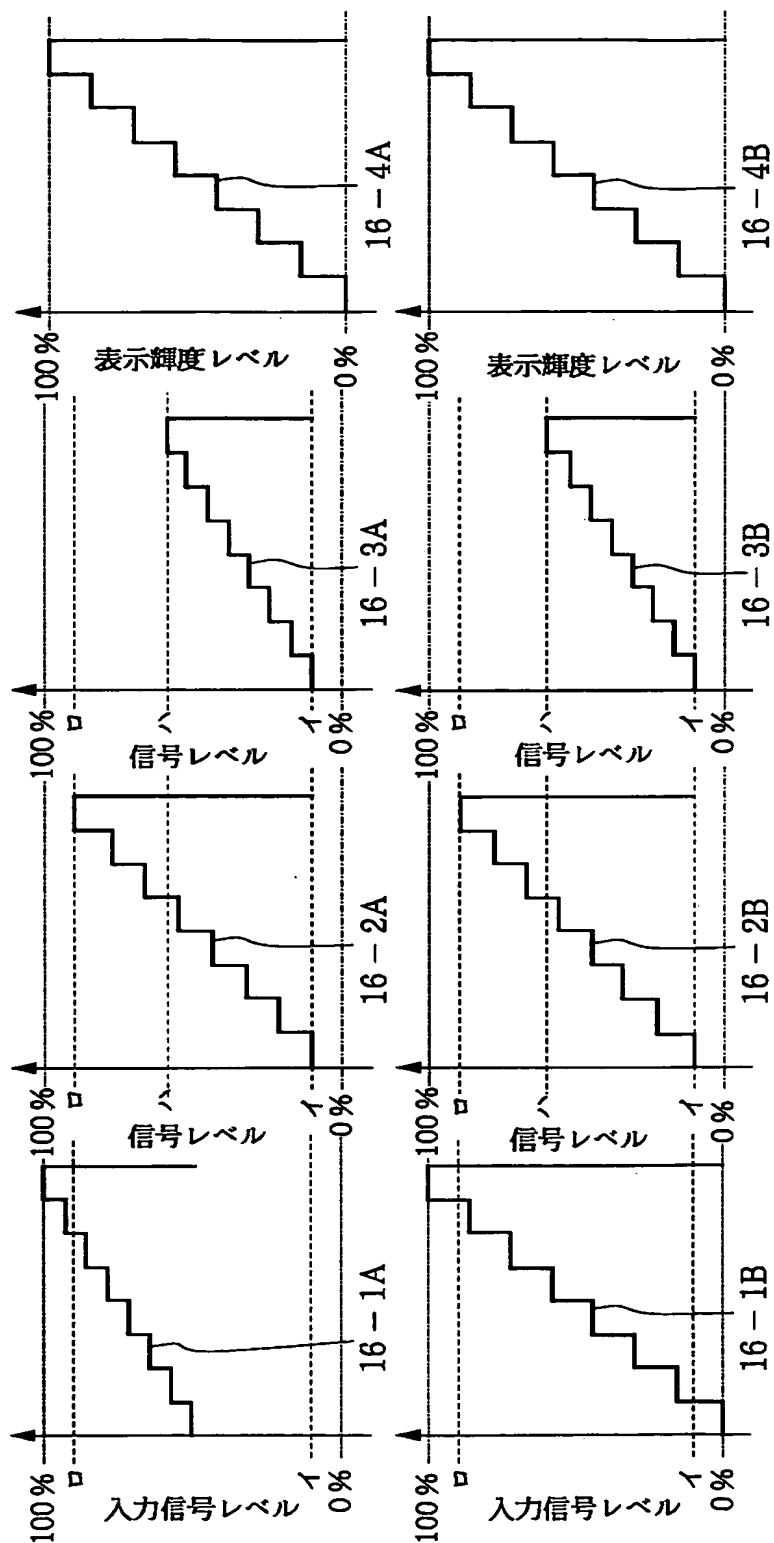 100%
ロ
入力信号レベル
イ
0%
16-1A
100%
ロ
ハ
信号レベル
イ
0%
16-2A
100%
ロ
ハ
信号レベル
イ
0%
16-3A
100%
表示輝度レベル
0%
16-4A
100%
ロ
入力信号レベル
イ
0%
16-1B
100%
ロ
ハ
信号レベル
イ
0%
16-2B
100%
ロ
ハ
信号レベル
イ
0%
16-3B
100%
表示輝度レベル
0%
16-4B